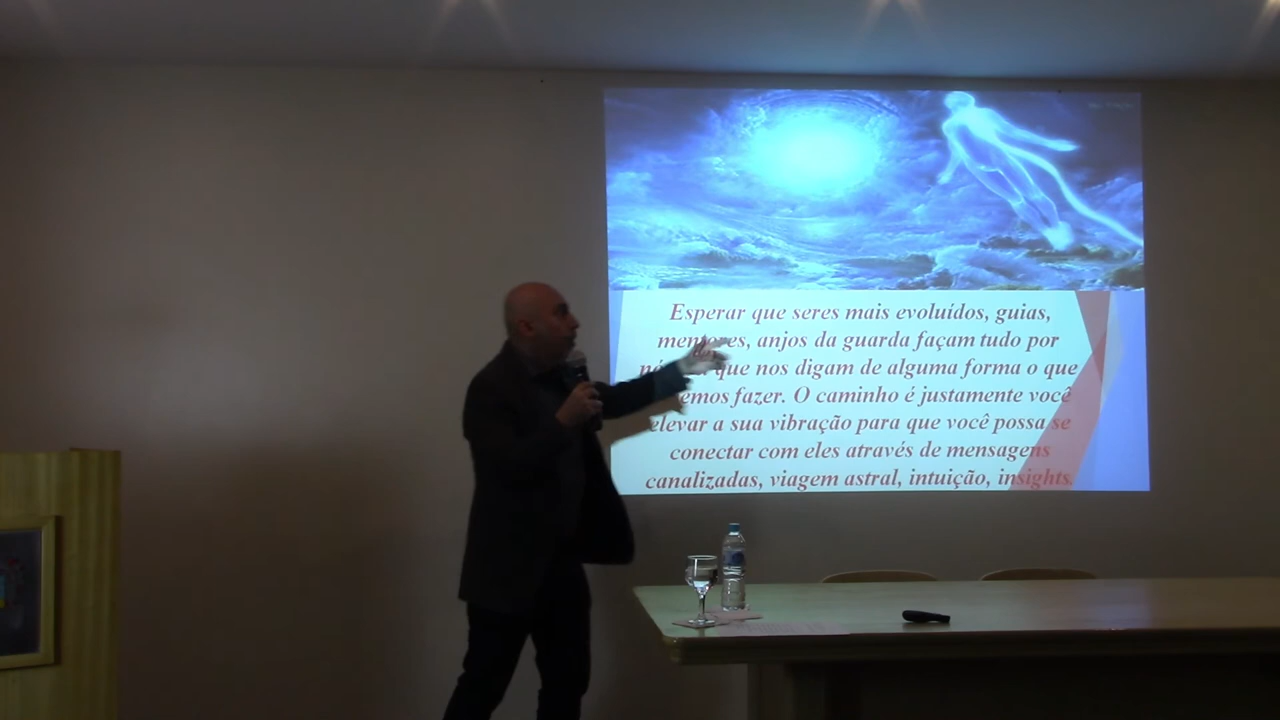 Esperar que seres mais evoluídos, guias,
mentores, anjos da guarda façam tudo por
que nos digam de alguma forma o que
fazer. O caminho é justamente você
elevar a sua vibração para que você possa se
conectar com eles através de mensagens
canalizadas, viagem astral, intuição, insights.